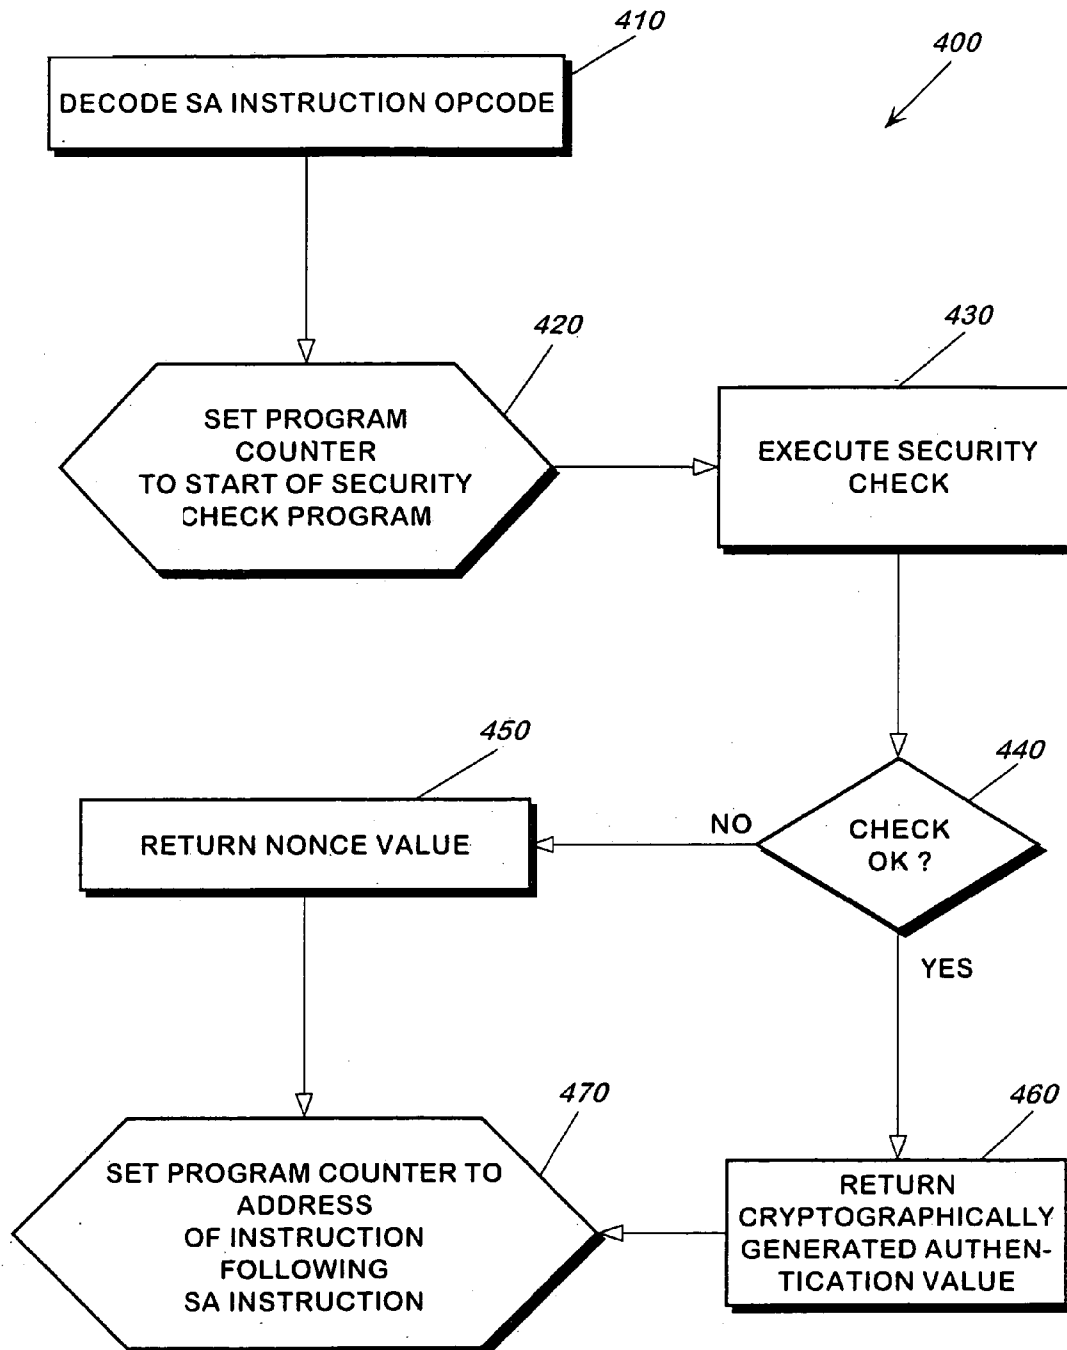 410
400
DECODE SA INSTRUCTION OPCODE
420
430
SET PROGRAM
COUNTER
TO START OF SECURITY
CHECK PROGRAM
EXECUTE SECURITY
CHECK
450
440
RETURN NONCE VALUE
NO
CHECK
OK ?
YES
470
460
SET PROGRAM COUNTER TO
ADDRESS
OF INSTRUCTION
FOLLOWING
SA INSTRUCTION
RETURN
CRYPTOGRAPHICALLY
GENERATED AUTHEN-
TICATION VALUE